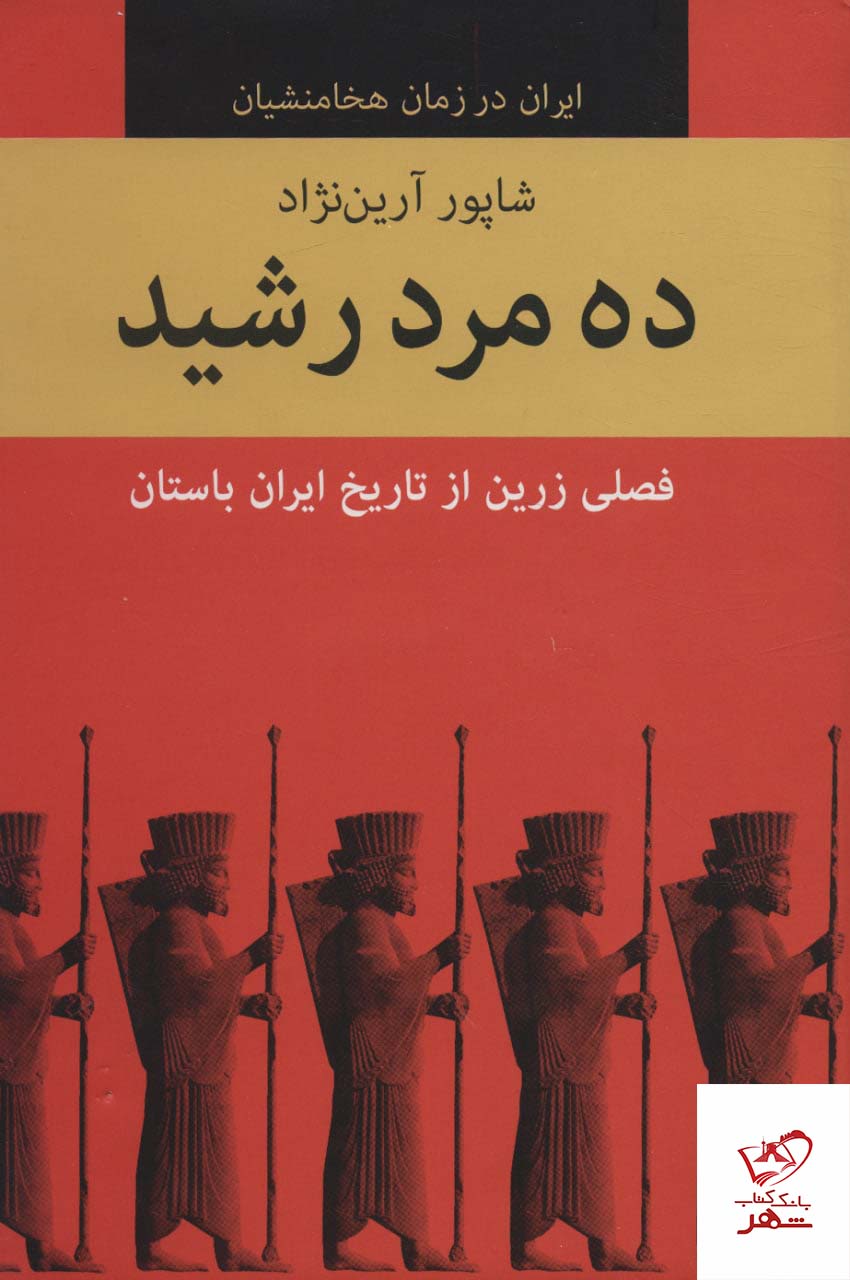 ایران در زمان هخامنشیان
شاپور آرین‌نژاد
ده مرد رشید
فصلی زرین از تاریخ ایران باستان
بانک کتاب
شهر